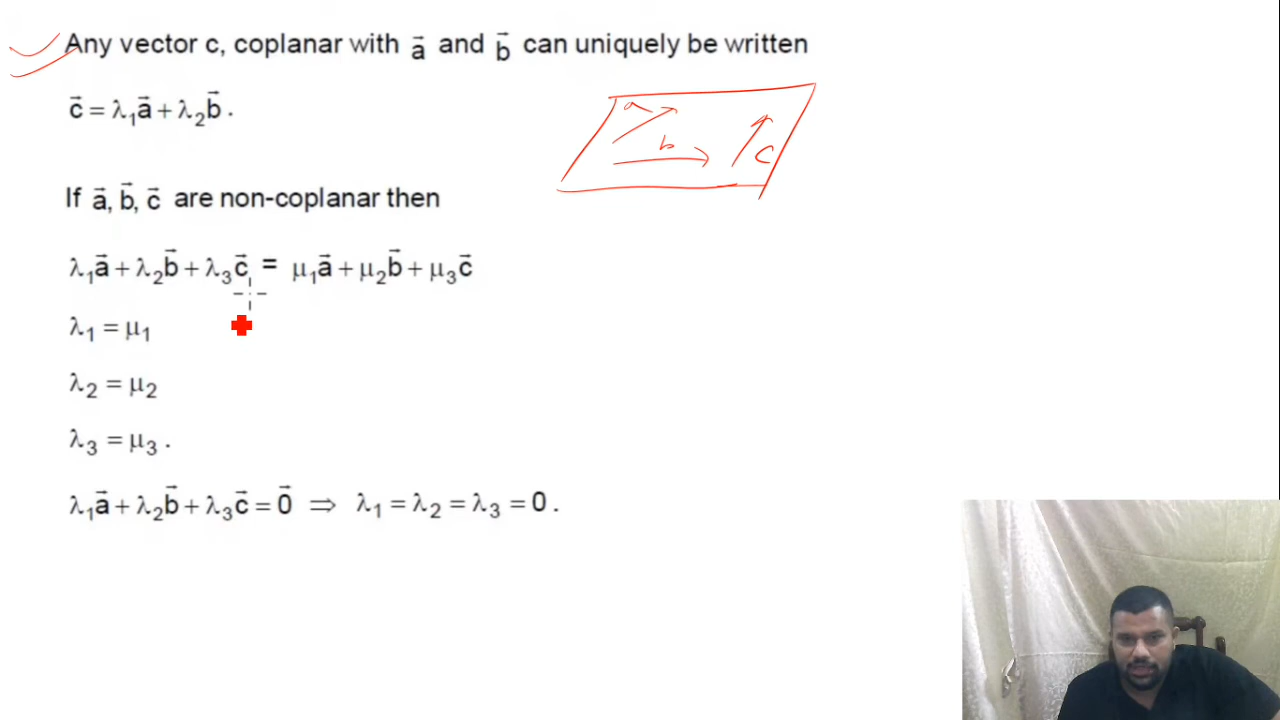 Any vector c, coplanar with a⃗ and b⃗ can uniquely be written
c⃗ = λ₁a⃗ + λ₂b⃗ .
a
b
c
If a⃗, b⃗, c⃗ are non-coplanar then
λ₁a⃗ + λ₂b⃗ + λ₃c⃗ = μ₁a⃗ + μ₂b⃗ + μ₃c⃗
λ₁ = μ₁
λ₂ = μ₂
λ₃ = μ₃ .
λ₁a⃗ + λ₂b⃗ + λ₃c⃗ = 0⃗ ⇒ λ₁ = λ₂ = λ₃ = 0 .